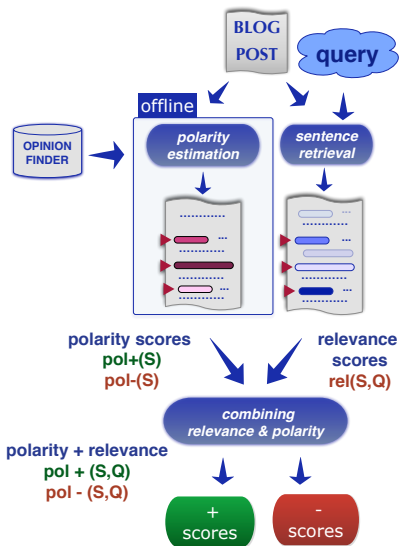 BLOG
POST
query
offline
OPINION
FINDER
polarity
estimation
sentence
retrieval
polarity scores
pol+(S)
pol-(S)
relevance
scores
rel(S,Q)
combining
relevance & polarity
polarity + relevance
pol + (S,Q)
pol - (S,Q)
+
scores
-
scores